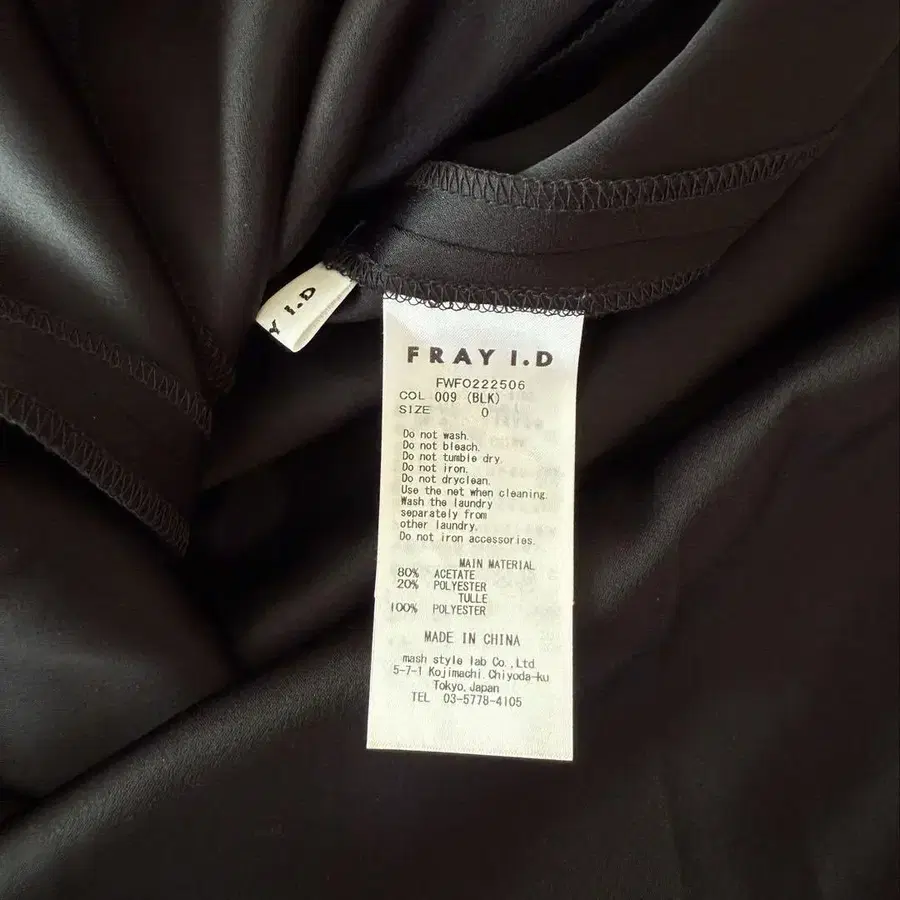 Y I.D
FRAY I.D
FWFO222506
COL 009 (BLK)
SIZE 0
Do not wash.
Do not bleach.
Do not tumble dry.
Do not iron.
Do not dryclean.
Use the net when cleaning.
Wash the laundry
separately from
other laundry.
Do not iron accessories.
MAIN MATERIAL
80% ACETATE
20% POLYESTER
TULLE
100% POLYESTER
MADE IN CHINA
mash style lab Co.,Ltd
5-7-1 Kojimachi Chiyoda-ku
Tokyo, Japan
TEL 03-5778-4105